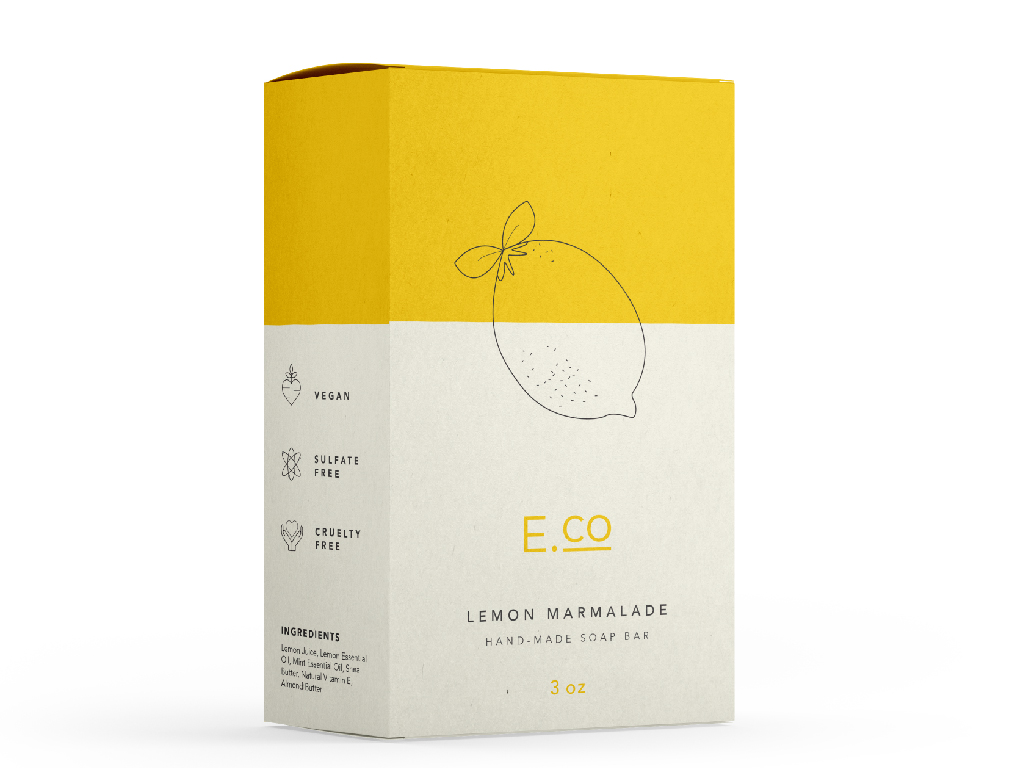 VEGAN
SULFATE
FREE
CRUELTY
FREE
INGREDIENTS
Lemon Juice, Lemon Essential
Oil, Mint Essential Oil, Shea
Butter, Natural Vitamin E,
Almond Butter
E.CO
LEMON MARMALADE
HAND-MADE SOAP BAR
3 oz